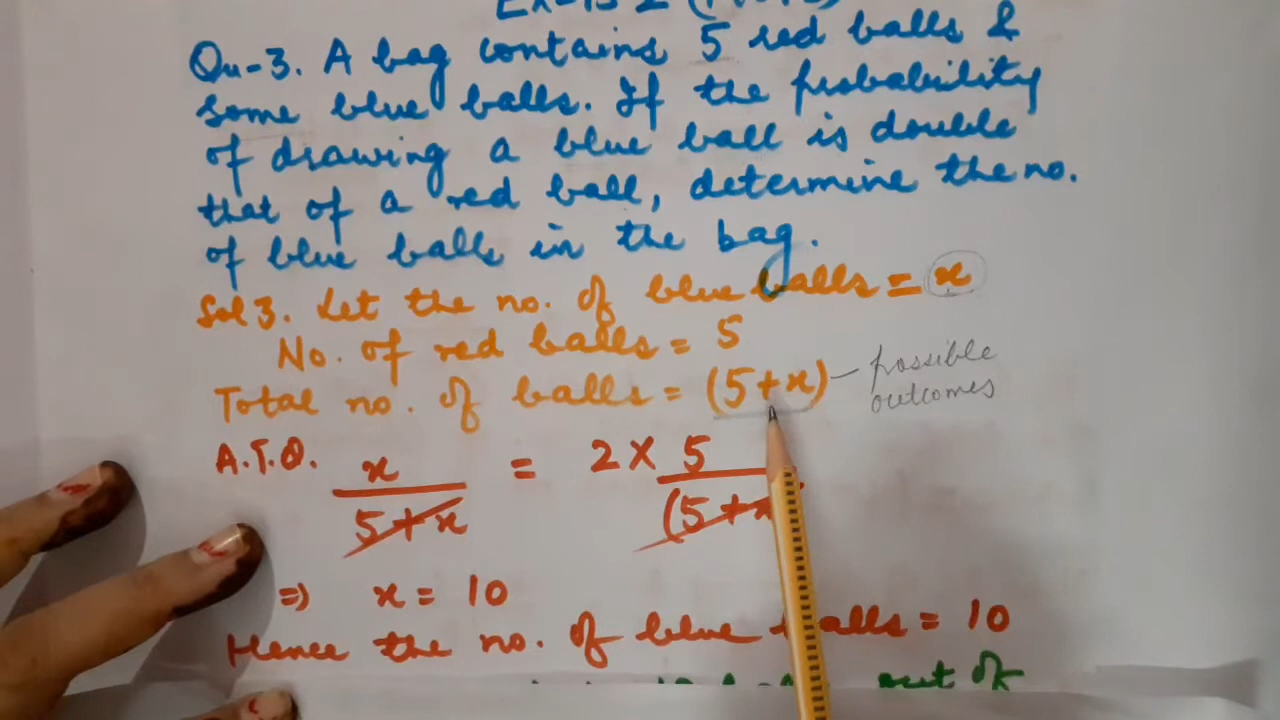 Qu-3. A bag contains 5 red balls &
some blue balls. If the probability
of drawing a blue ball is double
that of a red ball, determine the no.
of blue balls in the bag.
Sol 3. Let the no. of blue balls = x
No. of red balls = 5
Total no. of balls = (5+x) — possible outcomes
A.T.Q. x/5+x = 2 × 5/(5+x
⇒ x = 10
Hence the no. of blue balls = 10
out of